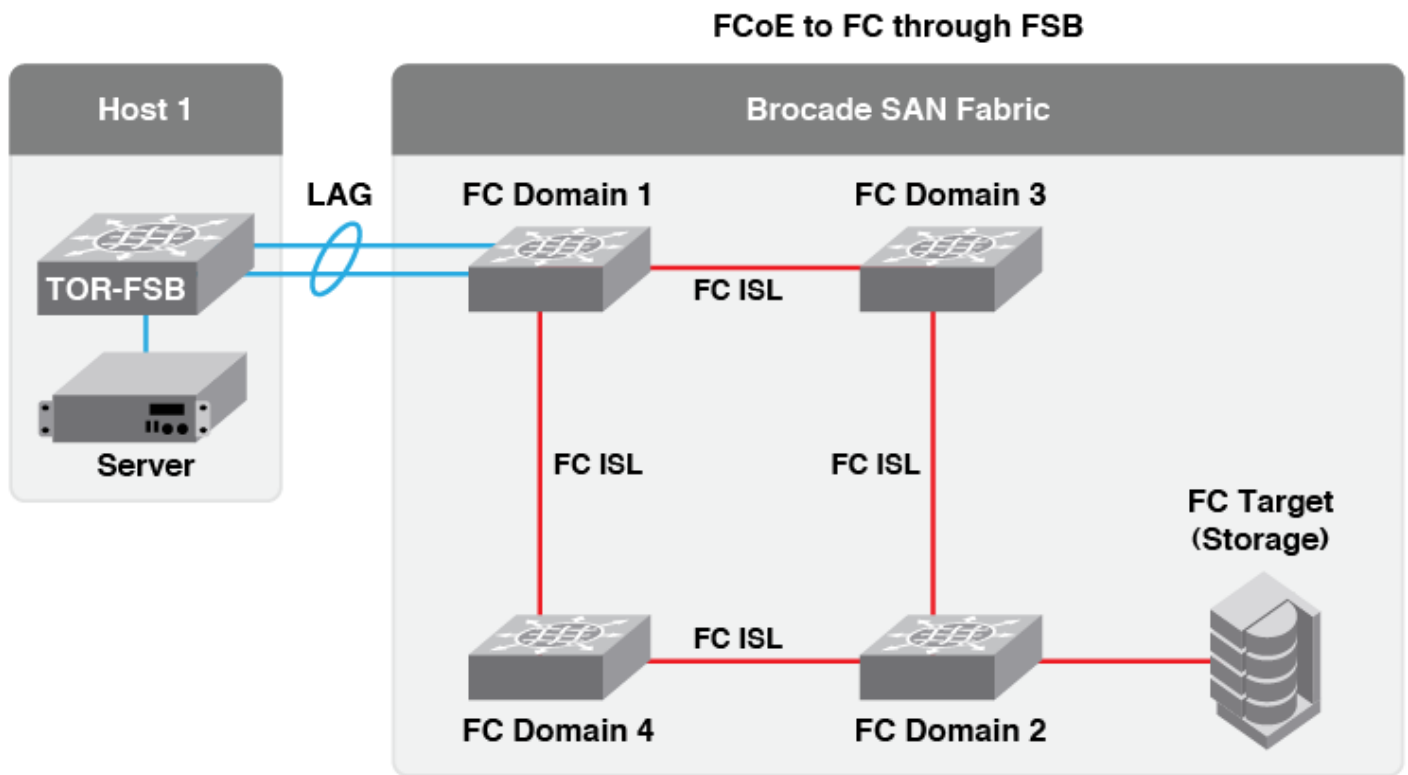 FCoE to FC through FSB
Host 1
Brocade SAN Fabric
LAG
FC Domain 1
FC Domain 3
TOR-FSB
FC ISL
Server
FC ISL
FC ISL
FC Target
(Storage)
FC ISL
FC Domain 4
FC Domain 2